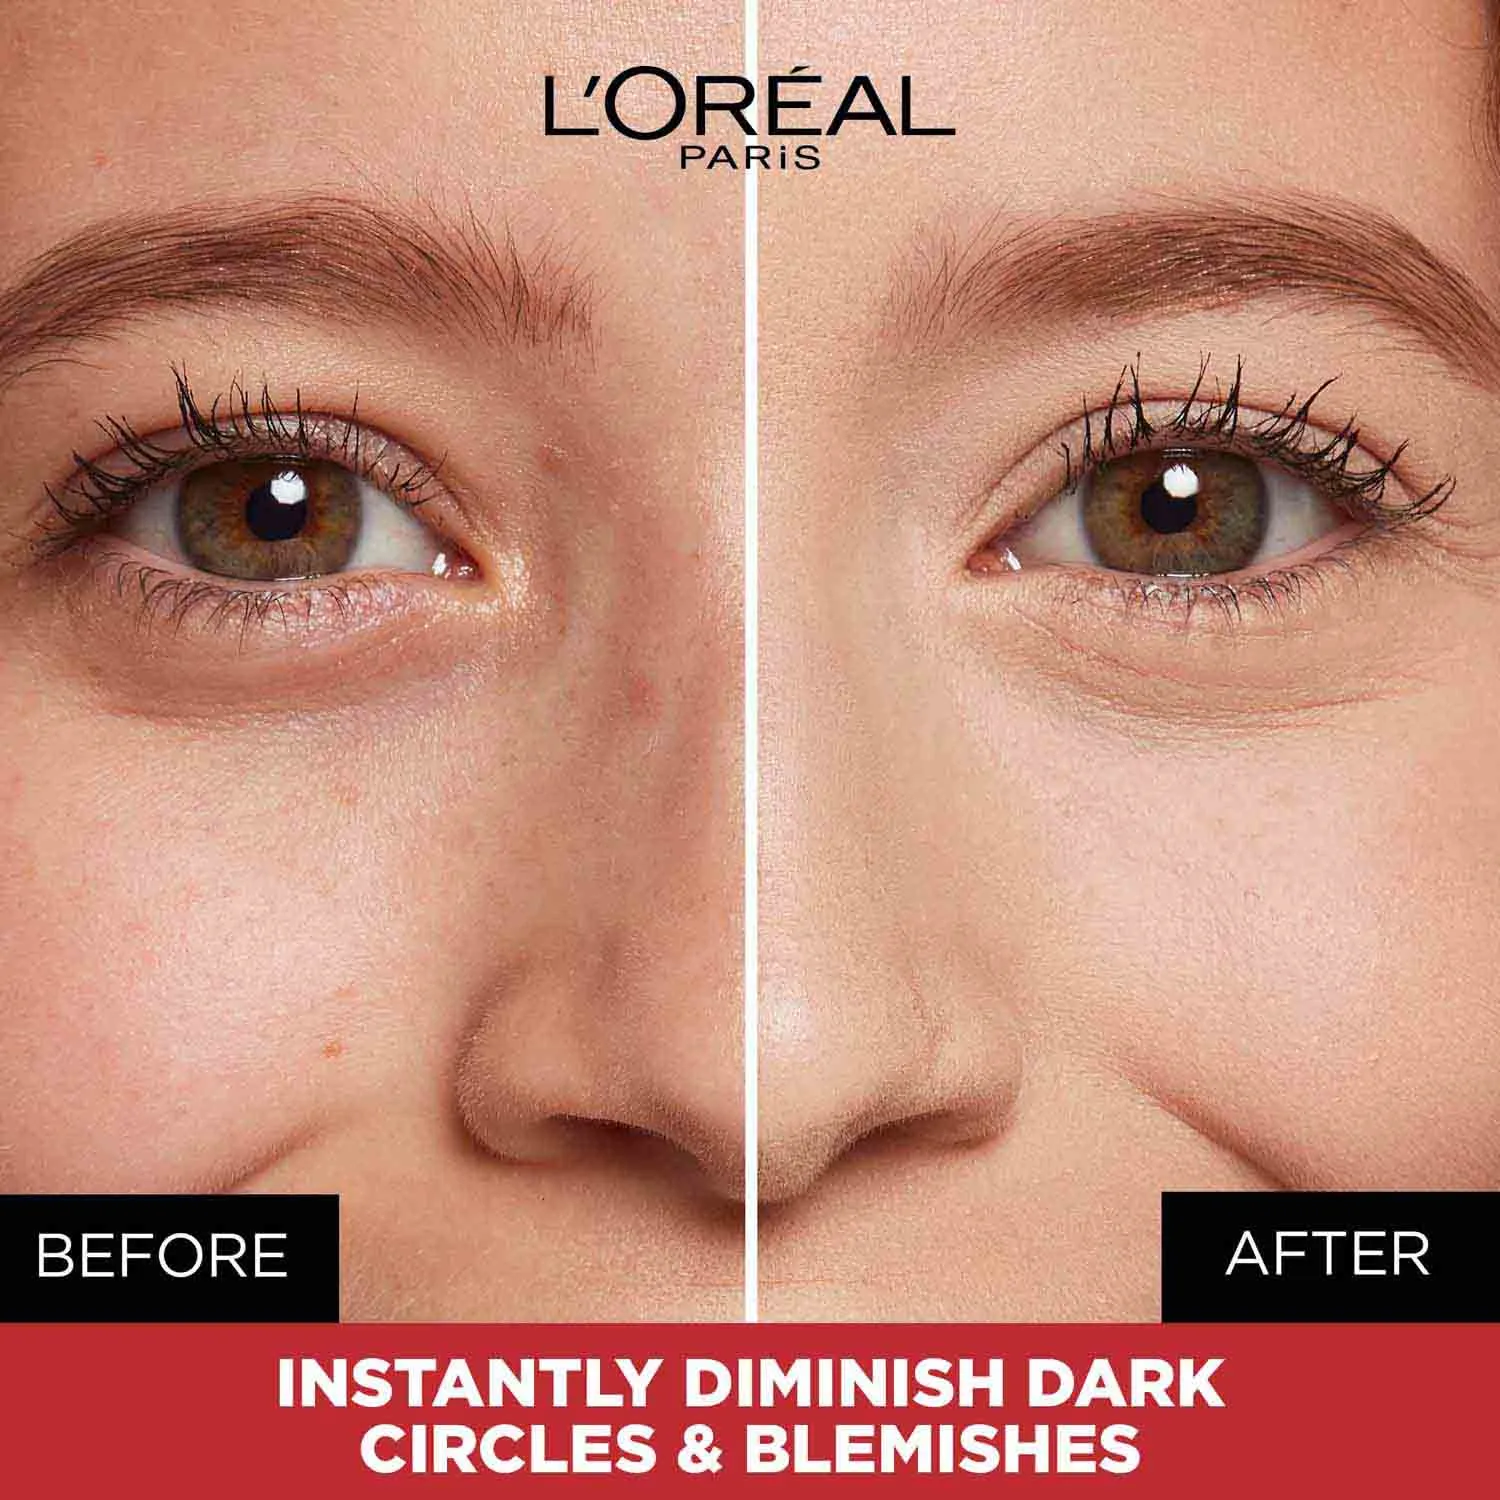 L'ORÉAL
PARiS
BEFORE
AFTER
INSTANTLY DIMINISH DARK
CIRCLES & BLEMISHES